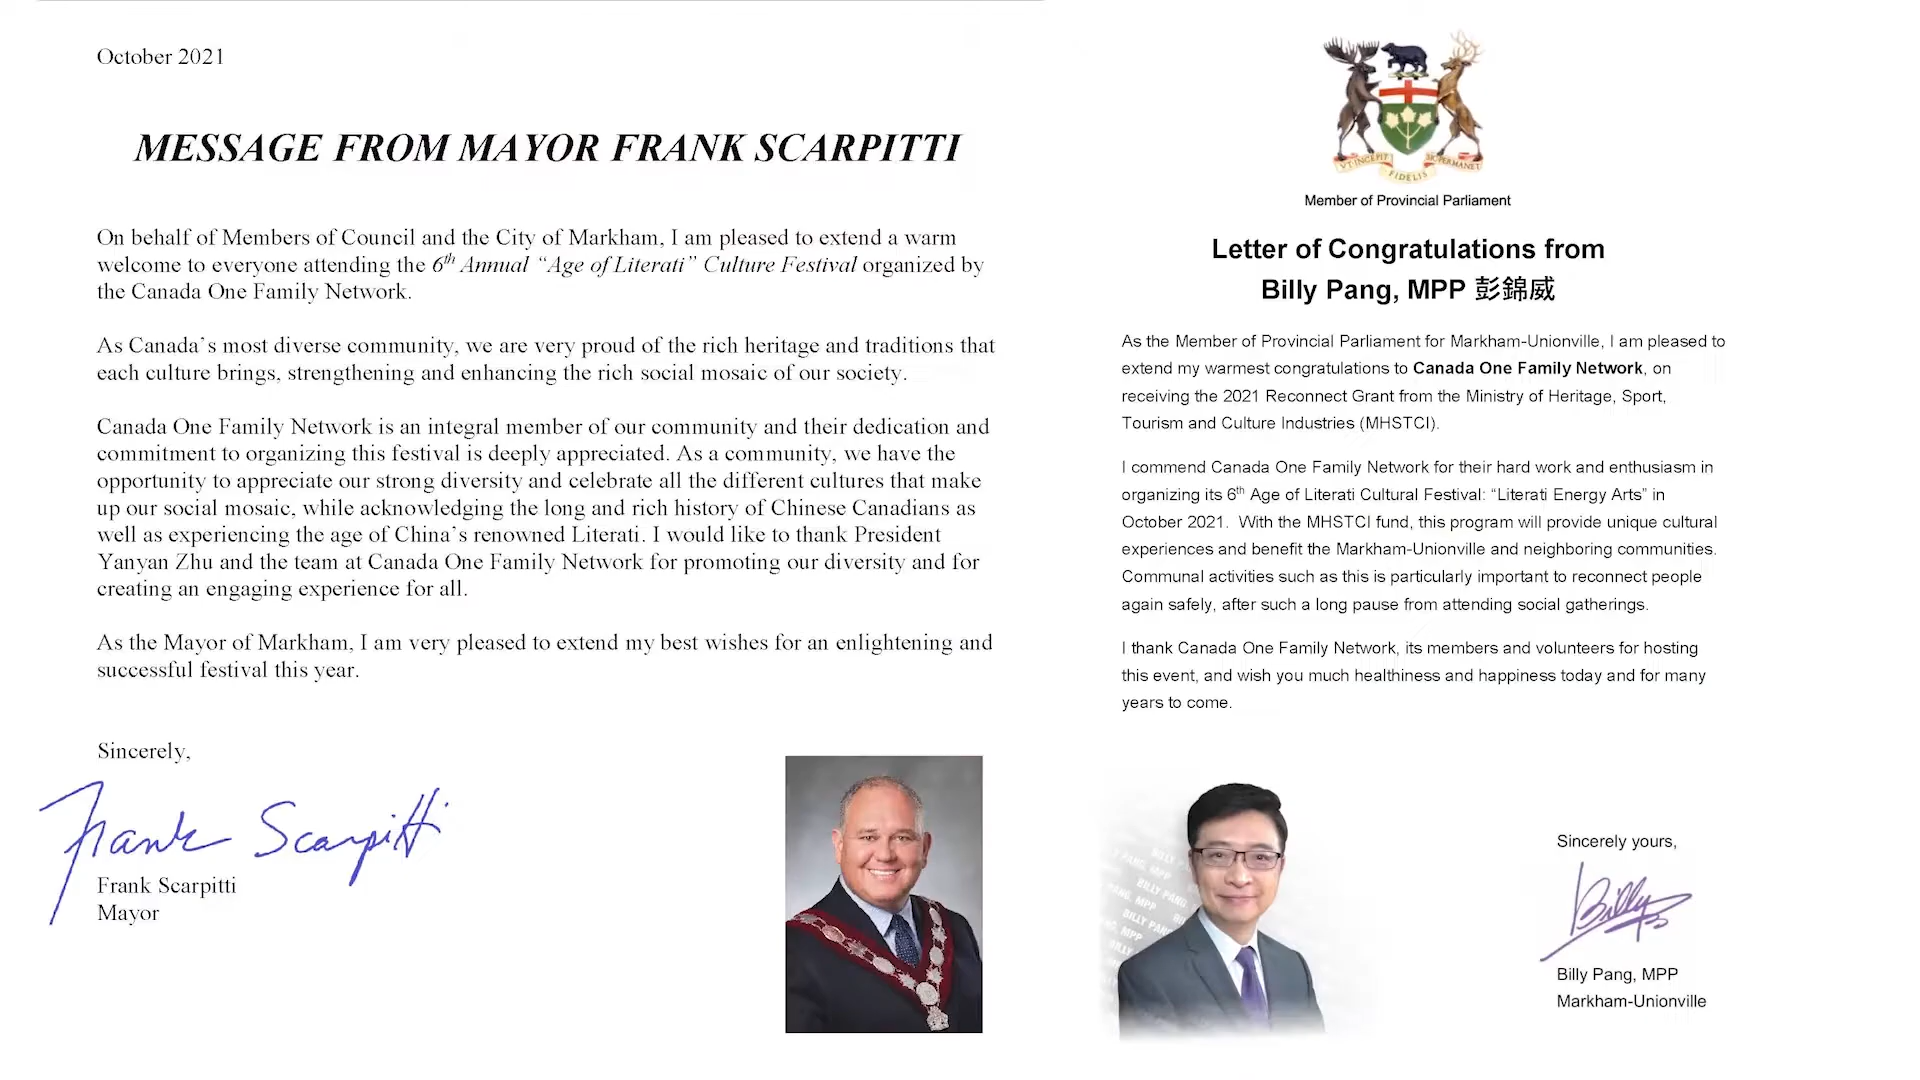 October 2021
MESSAGE FROM MAYOR FRANK SCARPITTI
On behalf of Members of Council and the City of Markham, I am pleased to extend a warm
welcome to everyone attending the 6th Annual “Age of Literati” Culture Festival organized by
the Canada One Family Network.
As Canada’s most diverse community, we are very proud of the rich heritage and traditions that
each culture brings, strengthening and enhancing the rich social mosaic of our society.
Canada One Family Network is an integral member of our community and their dedication and
commitment to organizing this festival is deeply appreciated. As a community, we have the
opportunity to appreciate our strong diversity and celebrate all the different cultures that make
up our social mosaic, while acknowledging the long and rich history of Chinese Canadians as
well as experiencing the age of China’s renowned Literati. I would like to thank President
Yanyan Zhu and the team at Canada One Family Network for promoting our diversity and for
creating an engaging experience for all.
As the Mayor of Markham, I am very pleased to extend my best wishes for an enlightening and
successful festival this year.
Sincerely,
Frank Scarpitti
Frank Scarpitti
Mayor
VT INCEPIT FIDELIS SIC PERMANET
Member of Provincial Parliament
Letter of Congratulations from
Billy Pang, MPP 彭錦威
As the Member of Provincial Parliament for Markham-Unionville, I am pleased to
extend my warmest congratulations to Canada One Family Network, on
receiving the 2021 Reconnect Grant from the Ministry of Heritage, Sport,
Tourism and Culture Industries (MHSTCI).
I commend Canada One Family Network for their hard work and enthusiasm in
organizing its 6th Age of Literati Cultural Festival: “Literati Energy Arts” in
October 2021. With the MHSTCI fund, this program will provide unique cultural
experiences and benefit the Markham-Unionville and neighboring communities.
Communal activities such as this is particularly important to reconnect people
again safely, after such a long pause from attending social gatherings.
I thank Canada One Family Network, its members and volunteers for hosting
this event, and wish you much healthiness and happiness today and for many
years to come.
Sincerely yours,
Billy
Billy Pang, MPP
Markham-Unionville